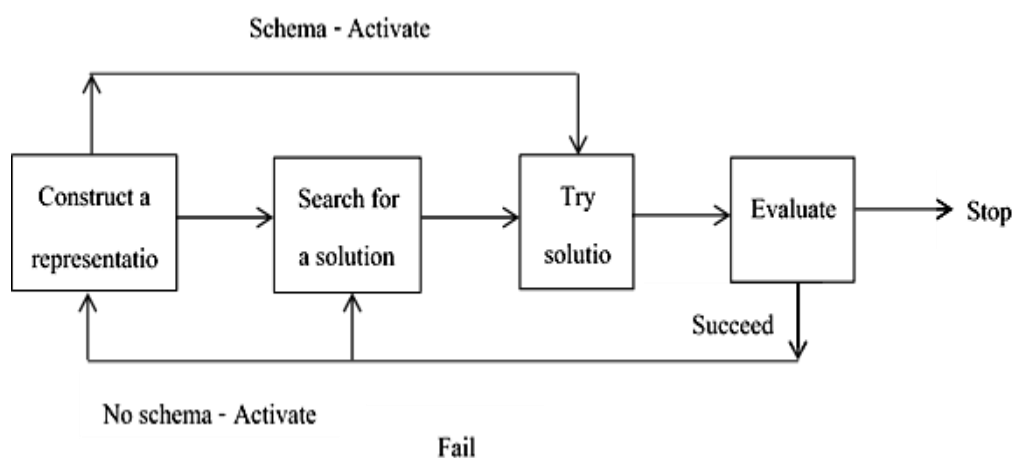 Schema - Activate
Construct a
representatio
Search for
a solution
Try
solutio
Evaluate
Stop
Succeed
No schema - Activate
Fail